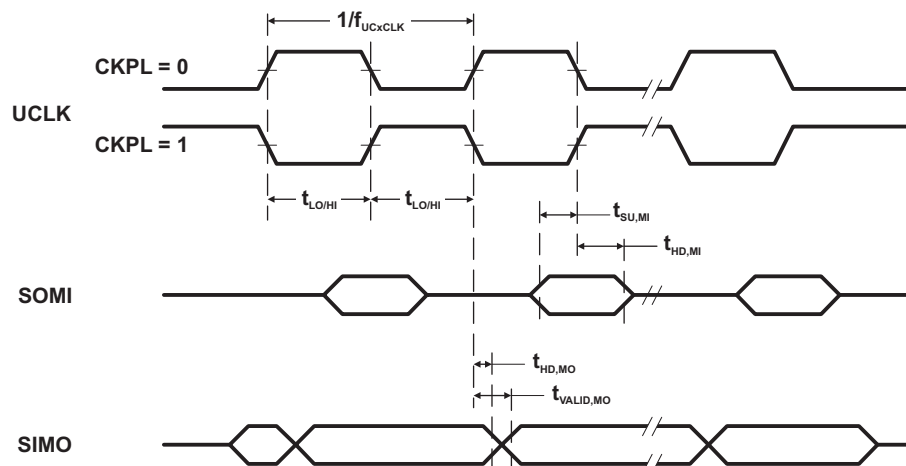 1/fUCxCLK
CKPL = 0
UCLK
CKPL = 1
tLO/HI tLO/HI
tSU,MI
tHD,MI
SOMI
tHD,MO
tVALID,MO
SIMO